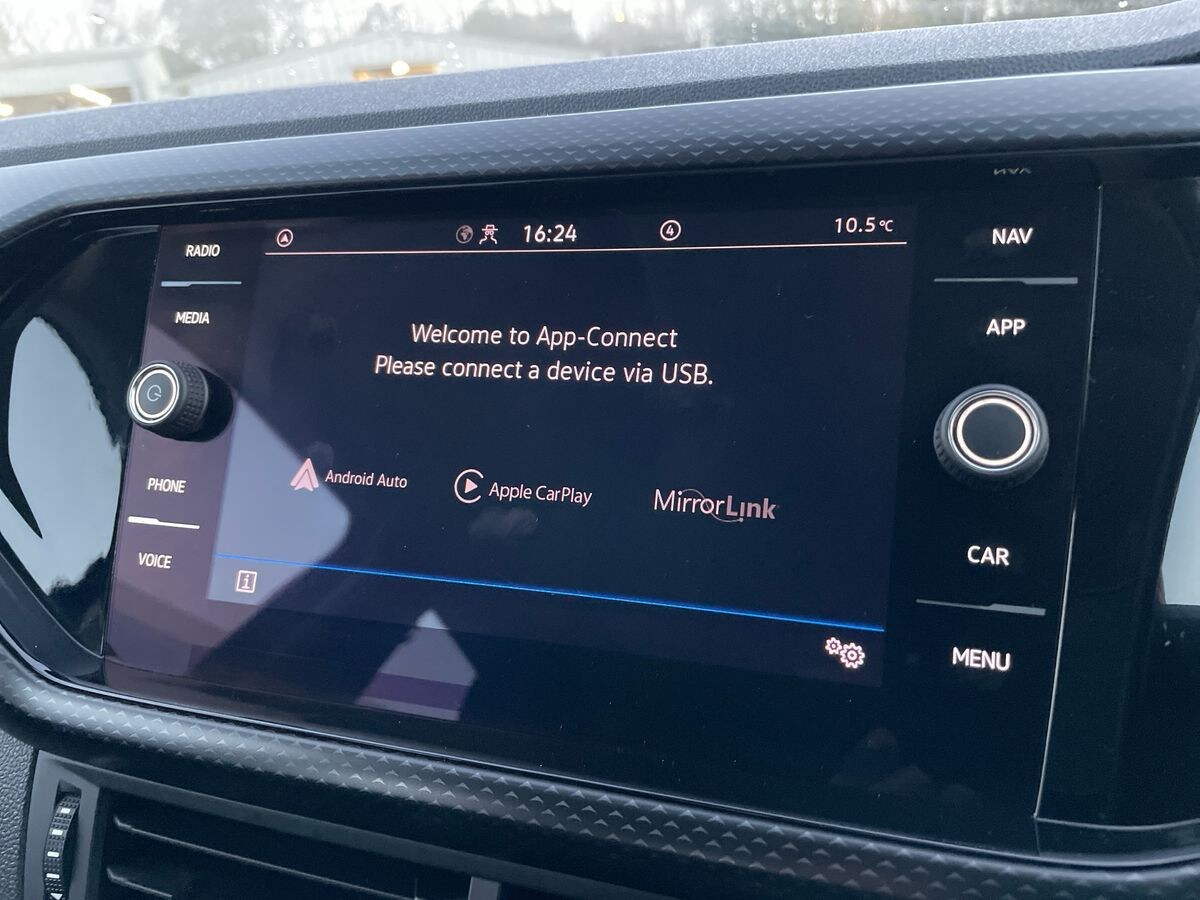 RADIO
MEDIA
PHONE
VOICE
16:24
4
10.5°C
Welcome to App-Connect
Please connect a device via USB.
Android Auto
Apple CarPlay
MirrorLink
i
NAV
APP
CAR
MENU